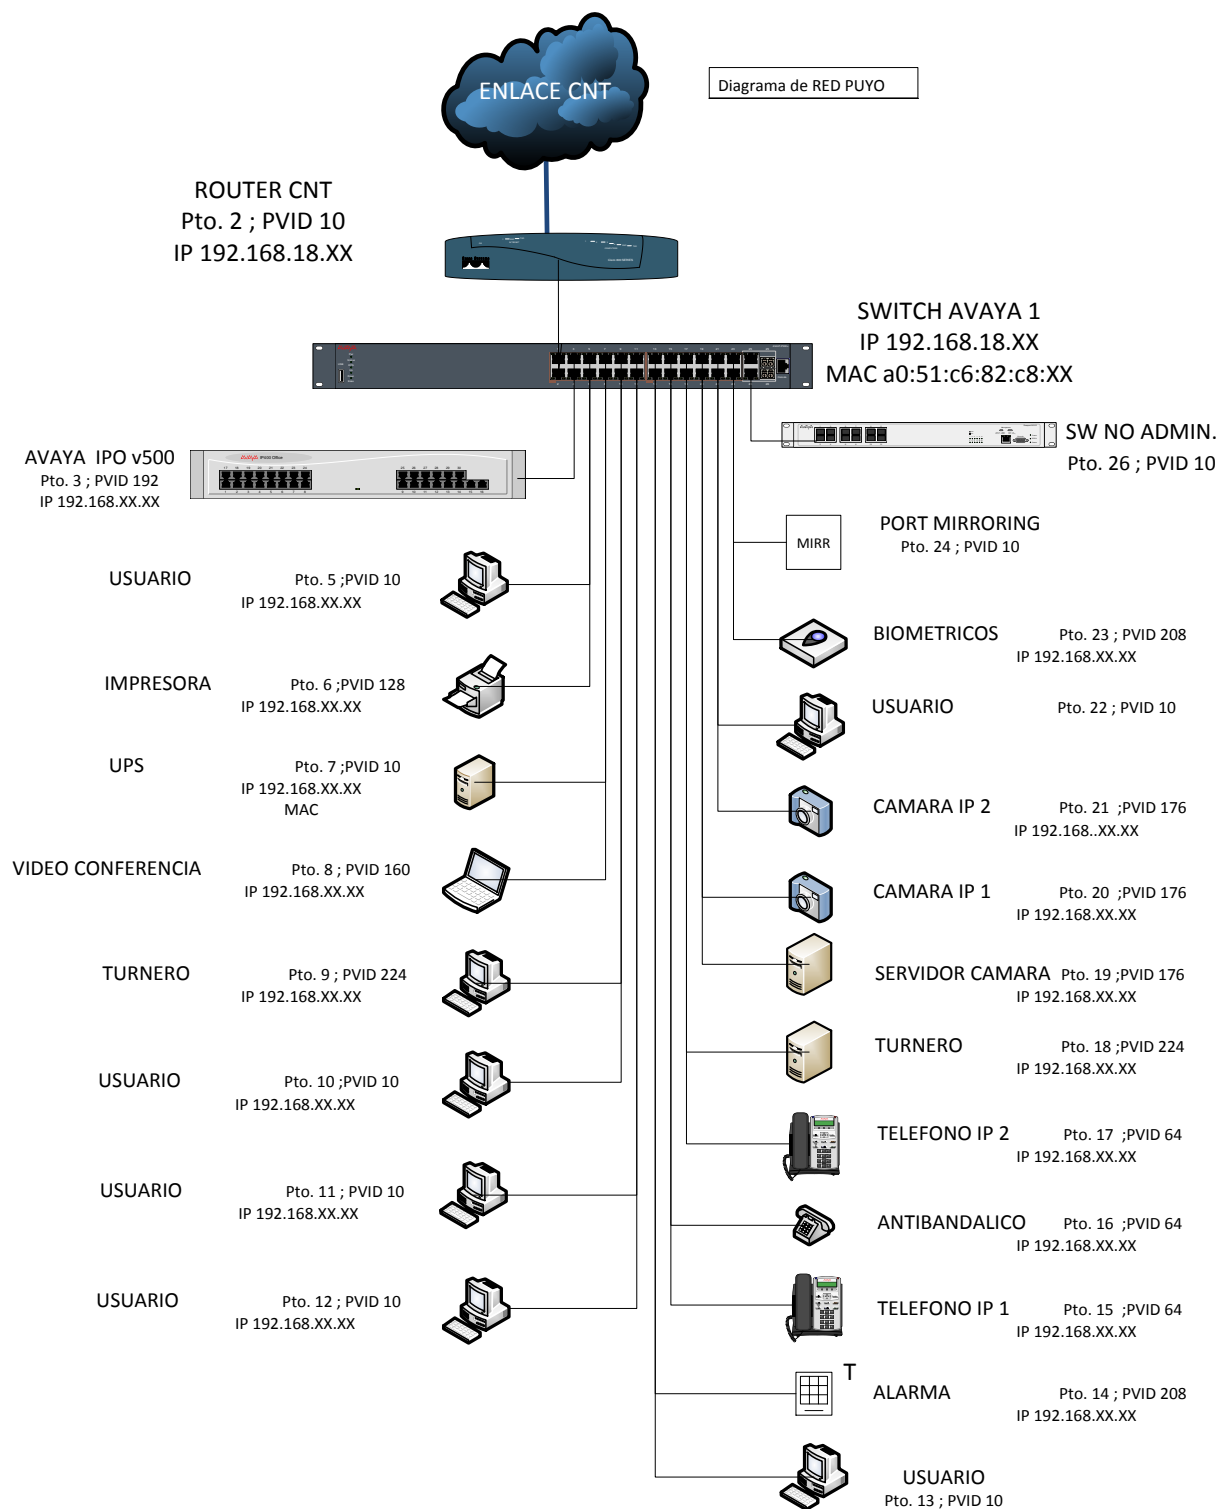 ENLACE CNT
Diagrama de RED PUYO
ROUTER CNT
Pto. 2 ; PVID 10
IP 192.168.18.XX
SWITCH AVAYA 1
IP 192.168.18.XX
MAC a0:51:c6:82:c8:XX
SW NO ADMIN.
Pto. 26 ; PVID 10
AVAYA IPO v500
Pto. 3 ; PVID 192
IP 192.168.XX.XX
MIRR
PORT MIRRORING
Pto. 24 ; PVID 10
USUARIO
Pto. 5 ;PVID 10
IP 192.168.XX.XX
BIOMETRICOS
Pto. 23 ; PVID 208
IP 192.168.XX.XX
IMPRESORA
Pto. 6 ;PVID 128
IP 192.168.XX.XX
USUARIO
Pto. 22 ; PVID 10
UPS
Pto. 7 ;PVID 10
IP 192.168.XX.XX
MAC
CAMARA IP 2
Pto. 21 ;PVID 176
IP 192.168..XX.XX
VIDEO CONFERENCIA
Pto. 8 ; PVID 160
IP 192.168.XX.XX
CAMARA IP 1
Pto. 20 ;PVID 176
IP 192.168.XX.XX
TURNERO
Pto. 9 ; PVID 224
IP 192.168.XX.XX
SERVIDOR CAMARA
Pto. 19 ;PVID 176
IP 192.168.XX.XX
TURNERO
Pto. 18 ;PVID 224
IP 192.168.XX.XX
USUARIO
Pto. 10 ;PVID 10
IP 192.168.XX.XX
TELEFONO IP 2
Pto. 17 ;PVID 64
IP 192.168.XX.XX
USUARIO
Pto. 11 ; PVID 10
IP 192.168.XX.XX
ANTIBANDALICO
Pto. 16 ;PVID 64
IP 192.168.XX.XX
USUARIO
Pto. 12 ; PVID 10
IP 192.168.XX.XX
TELEFONO IP 1
Pto. 15 ;PVID 64
IP 192.168.XX.XX
T
ALARMA
Pto. 14 ; PVID 208
IP 192.168.XX.XX
USUARIO
Pto. 13 ; PVID 10